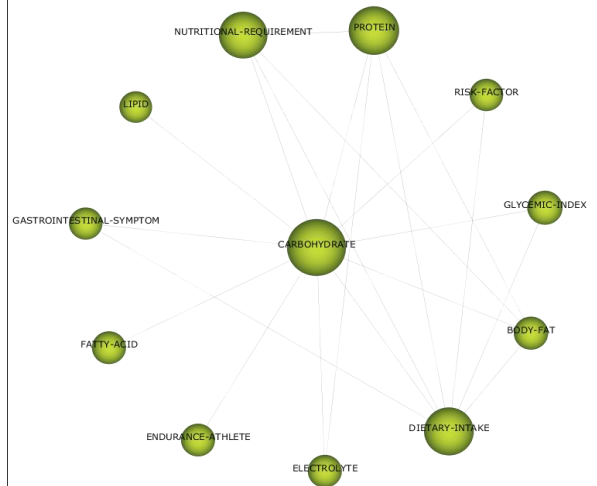 NUTRITIONAL-REQUIREMENT
PROTEIN
RISK-FACTOR
LIPID
GLYCEMIC-INDEX
GASTROINTESTINAL-SYMPTOM
CARBOHYDRATE
BODY-FAT
FATTY-ACID
DIETARY-INTAKE
ENDURANCE-ATHLETE
ELECTROLYTE